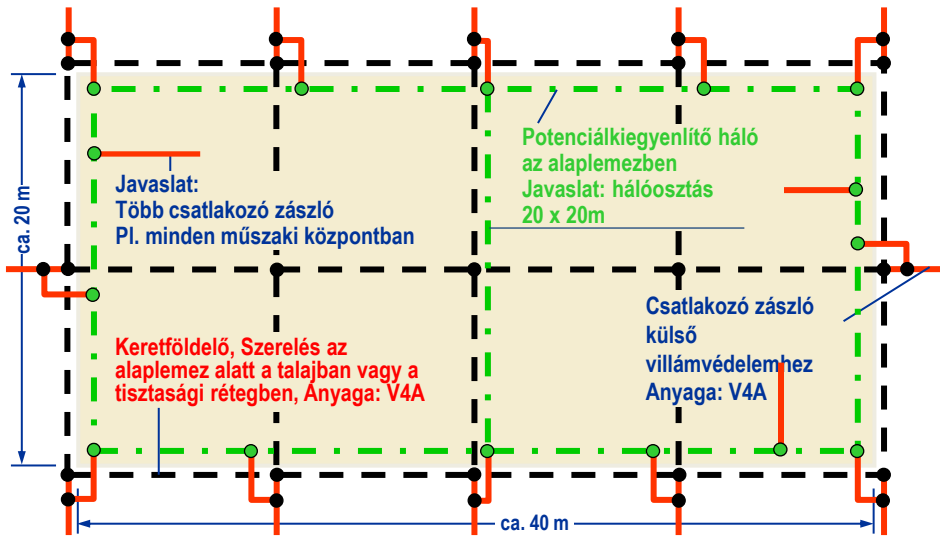 Potenciálkiegyenlítő háló
az alaplemezben
Javaslat: hálóosztás
20 x 20m
Javaslat:
Több csatlakozó zászló
Pl. minden műszaki központban
ca. 20 m
Csatlakozó zászló
külső
villámvédelemhez
Anyaga: V4A
Keretföldelő, Szerelés az
alaplemez alatt a talajban vagy a
tisztasági rétegben, Anyaga: V4A
ca. 40 m